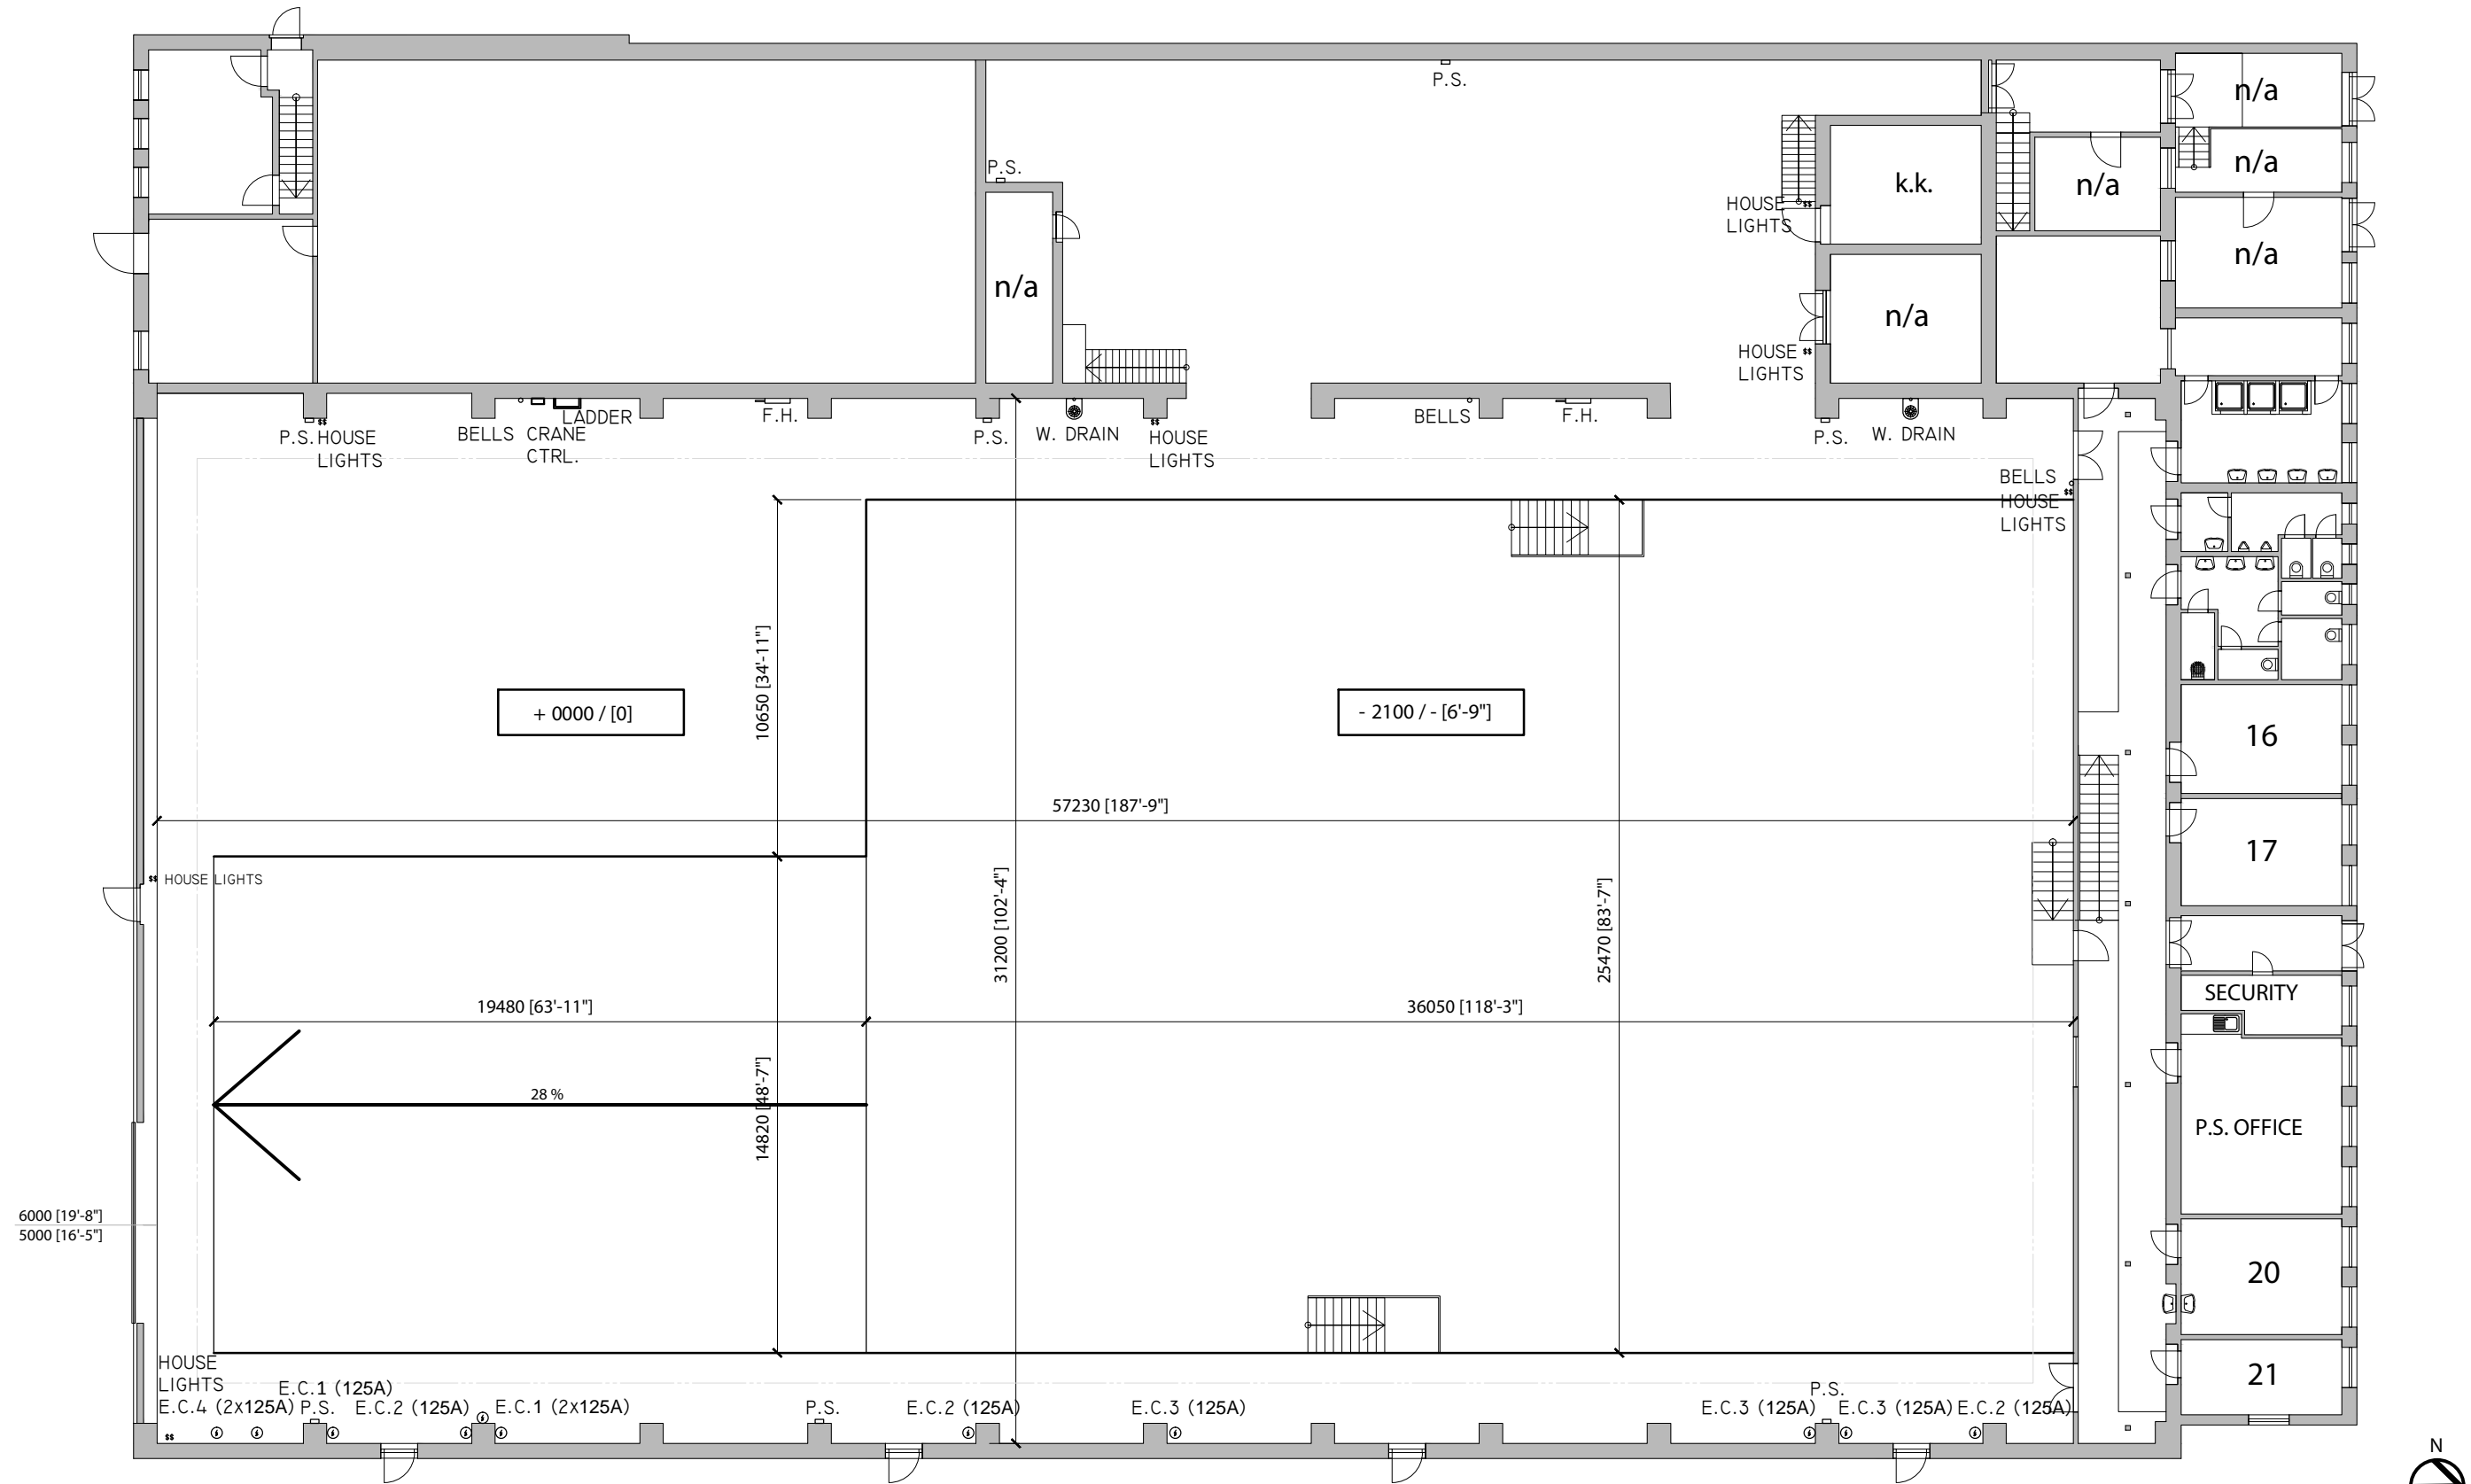 P.S.
n/a
P.S.
n/a
k.k.
n/a
HOUSE
LIGHTS
n/a
n/a
n/a
HOUSE
LIGHTS
P.S. HOUSE
LIGHTS
BELLS
CRANE
CTRL.
LADDER
F.H.
P.S.
W. DRAIN
HOUSE
LIGHTS
BELLS
F.H.
P.S.
W. DRAIN
BELLS
HOUSE
LIGHTS
10650 [34'-11"]
+ 0000 / [0]
- 2100 / - [6'-9"]
16
57230 [187'-9"]
17
HOUSE LIGHTS
31200 [102'-4"]
25470 [83'-7"]
19480 [63'-11"]
36050 [118'-3"]
SECURITY
28 %
14820 [48'-7"]
P.S. OFFICE
6000 [19'-8"]
5000 [16'-5"]
20
HOUSE
LIGHTS
E.C.4 (2x125A)
E.C.1 (125A)
P.S.
E.C.2 (125A)
E.C.1 (2x125A)
P.S.
E.C.2 (125A)
E.C.3 (125A)
E.C.3 (125A)
P.S.
E.C.3 (125A)
E.C.2 (125A)
21
N